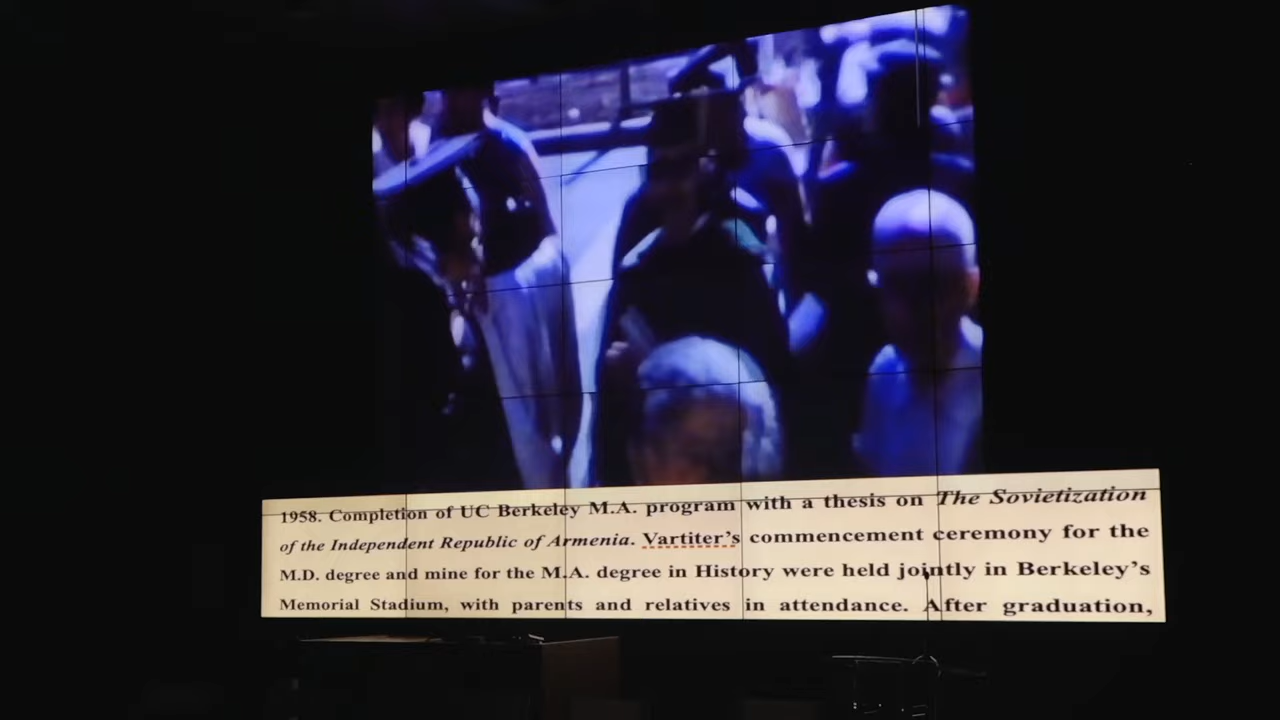 1958. Completion of UC Berkeley M.A. program with a thesis on The Sovietization
of the Independent Republic of Armenia. Vartiter’s commencement ceremony for the
M.D. degree and mine for the M.A. degree in History were held jointly in Berkeley’s
Memorial Stadium, with parents and relatives in attendance. After graduation,